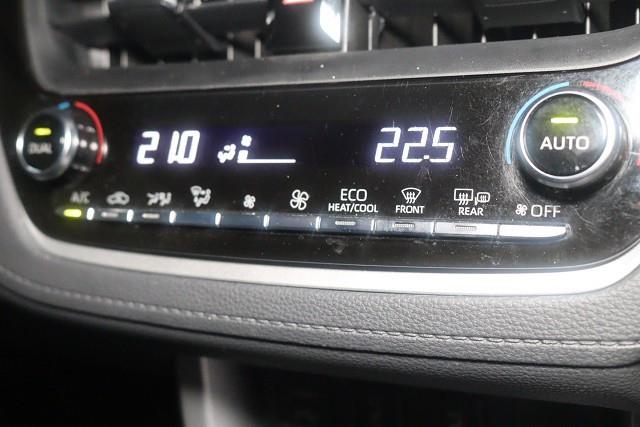 DUAL
21.0
22.5
AUTO
A/C
ECO
HEAT/COOL
FRONT
REAR
OFF